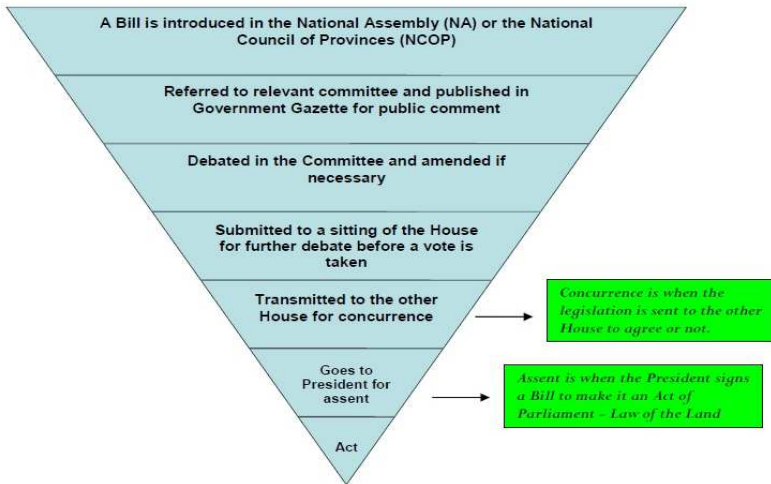 A Bill is introduced in the National Assembly (NA) or the National
Council of Provinces (NCOP)
Referred to relevant committee and published in
Government Gazette for public comment
Debated in the Committee and amended if
necessary
Submitted to a sitting of the House
for further debate before a vote is
taken
Transmitted to the other
House for concurrence
Concurrence is when the
legislation is sent to the other
House to agree or not.
Goes to
President for
assent
Assent is when the President signs
a Bill to make it an Act of
Parliament – Law of the Land
Act